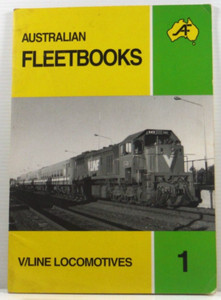 AUSTRALIAN
FLEETBOOKS
AF
V/LINE LOCOMOTIVES
1